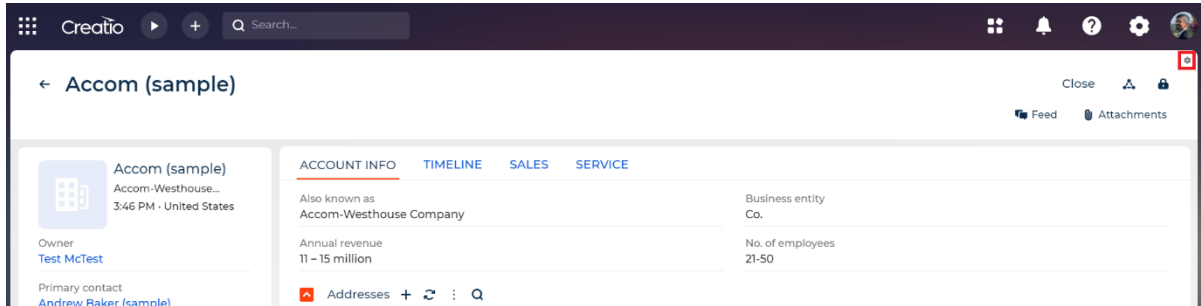 Creatio
Search...
Accom (sample)
Close
Feed
Attachments
Accom (sample)
Accom-Westhouse...
3:46 PM · United States
Owner
Test McTest
Primary contact
Andrew Baker (sample)
ACCOUNT INFO TIMELINE SALES SERVICE
Also known as
Accom-Westhouse Company
Business entity
Co.
Annual revenue
11 – 15 million
No. of employees
21-50
Addresses